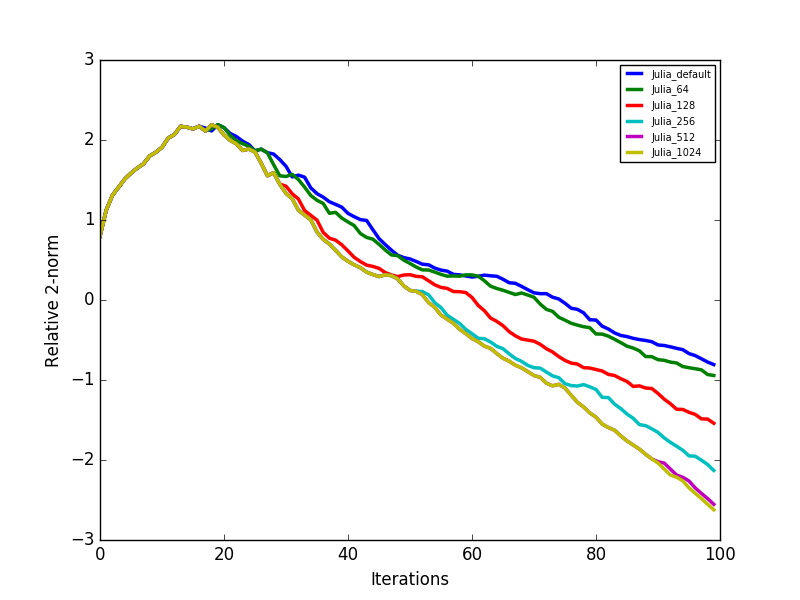 3
2
1
0
−1
−2
−3
0 20 40 60 80 100
Relative 2-norm
Iterations
Julia_default
Julia_64
Julia_128
Julia_256
Julia_512
Julia_1024